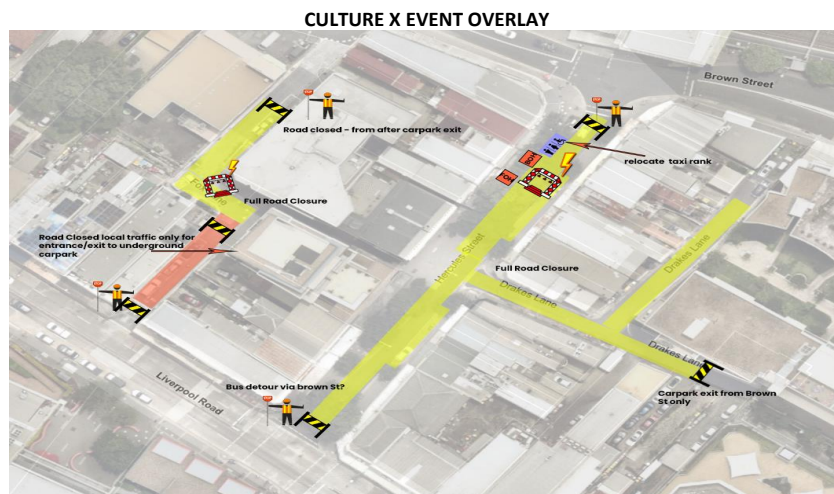 CULTURE X EVENT OVERLAY
Brown Street
Road closed - from after carpark exit
relocate taxi rank
Full Road Closure
Road Closed local traffic only for
entrance/exit to underground
carpark
Hercules Street
Full Road Closure
Drakes Lane
Drakes Lane
Drakes Lane
Liverpool Road
Bus detour via brown St?
Carpark exit from Brown
St only